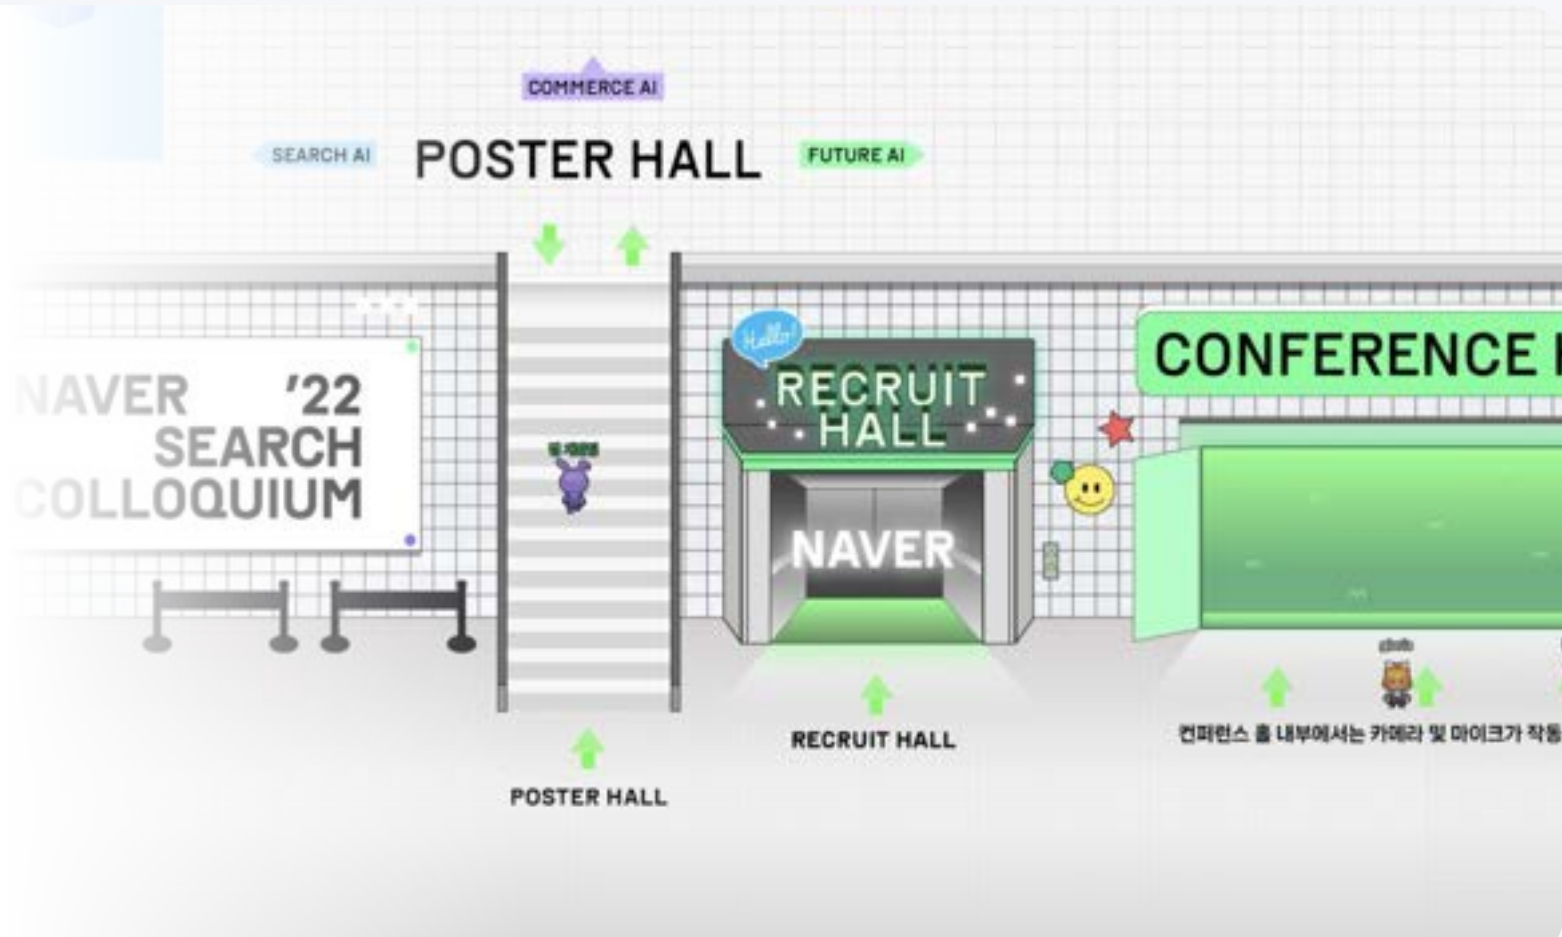 COMMERCE AI
SEARCH AI
POSTER HALL
FUTURE AI
NAVER '22
SEARCH
COLLOQUIUM
Hello!
RECRUIT
HALL
NAVER
CONFERENCE
RECRUIT HALL
POSTER HALL
컨퍼런스 홀 내부에서는 카메라 및 마이크가 작동